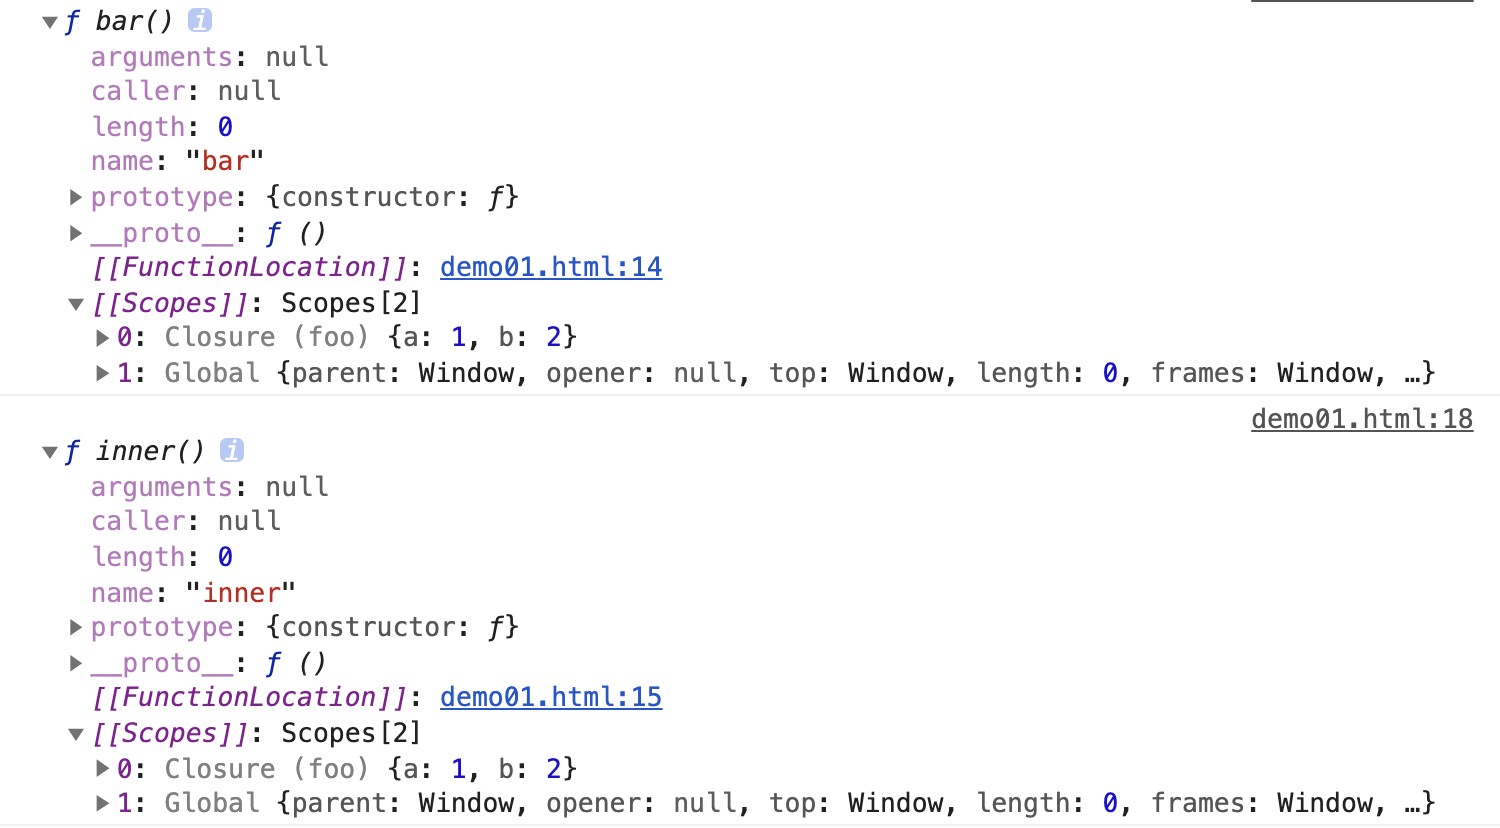 ▼ƒ bar() i
arguments: null
caller: null
length: 0
name: "bar"
▶prototype: {constructor: ƒ}
▶__proto__: ƒ ()
[[FunctionLocation]]: demo01.html:14
▼[[Scopes]]: Scopes[2]
▶0: Closure (foo) {a: 1, b: 2}
▶1: Global {parent: Window, opener: null, top: Window, length: 0, frames: Window, …}
demo01.html:18
▼ƒ inner() i
arguments: null
caller: null
length: 0
name: "inner"
▶prototype: {constructor: ƒ}
▶__proto__: ƒ ()
[[FunctionLocation]]: demo01.html:15
▼[[Scopes]]: Scopes[2]
▶0: Closure (foo) {a: 1, b: 2}
▶1: Global {parent: Window, opener: null, top: Window, length: 0, frames: Window, …}